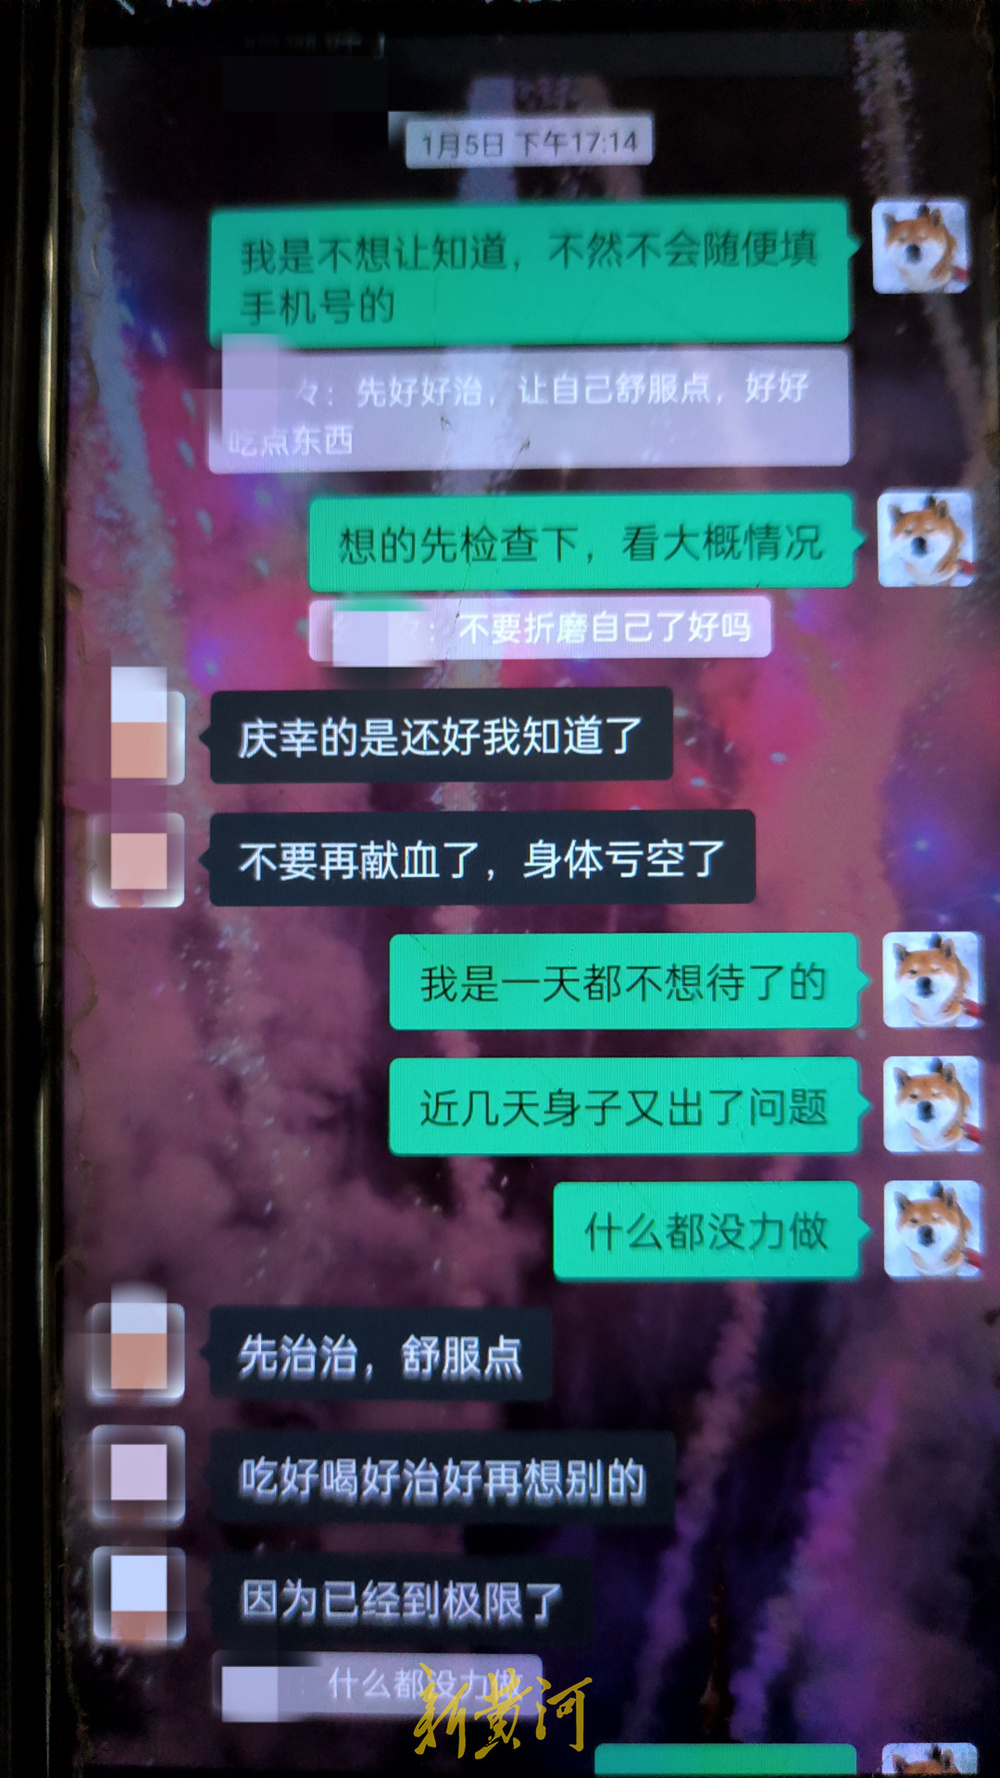 1月5日 下午17:14
我是不想让知道，不然不会随便填
手机号的
々：先好好治，让自己舒服点，好好
吃点东西
想的先检查下，看大概情况
：不要折磨自己了好吗
庆幸的是还好我知道了
不要再献血了，身体亏空了
我是一天都不想待了的
近几天身子又出了问题
什么都没力做
先治治，舒服点
吃好喝好治好再想别的
因为已经到极限了
：什么都没力做
新黄河